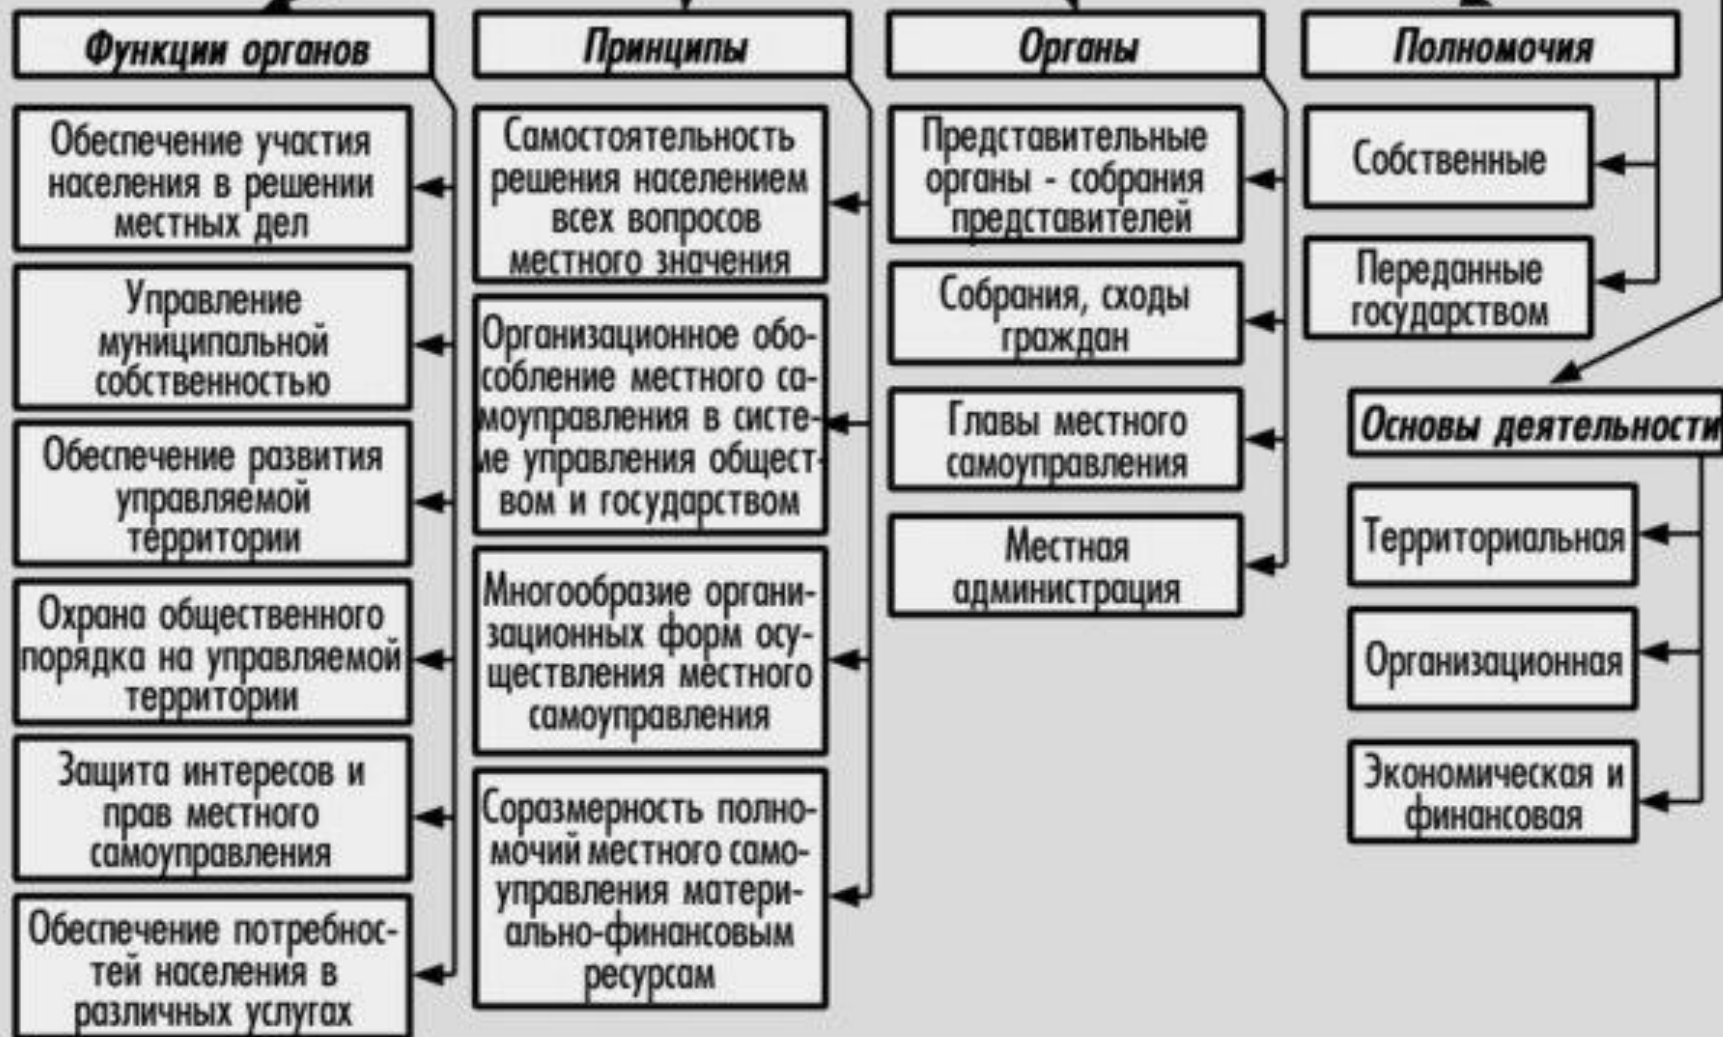 Функции органов
Обеспечение участия
населения в решении
местных дел
Управление
муниципальной
собственностью
Обеспечение развития
управляемой
территории
Охрана общественного
порядка на управляемой
территории
Защита интересов и
прав местного
самоуправления
Обеспечение потребнос-
тей населения в
различных услугах
Принципы
Самостоятельность
решения населением
всех вопросов
местного значения
Организационное обо-
собление местного са-
моуправления в систе-
ме управления общест-
вом и государством
Многообразие органи-
зационных форм осу-
ществления местного
самоуправления
Соразмерность полно-
мочий местного само-
управления матери-
ально-финансовым
ресурсам
Органы
Представительные
органы - собрания
представителей
Собрания, сходы
граждан
Главы местного
самоуправления
Местная
администрация
Полномочия
Собственные
Переданные
государством
Основы деятельности
Территориальная
Организационная
Экономическая и
финансовая